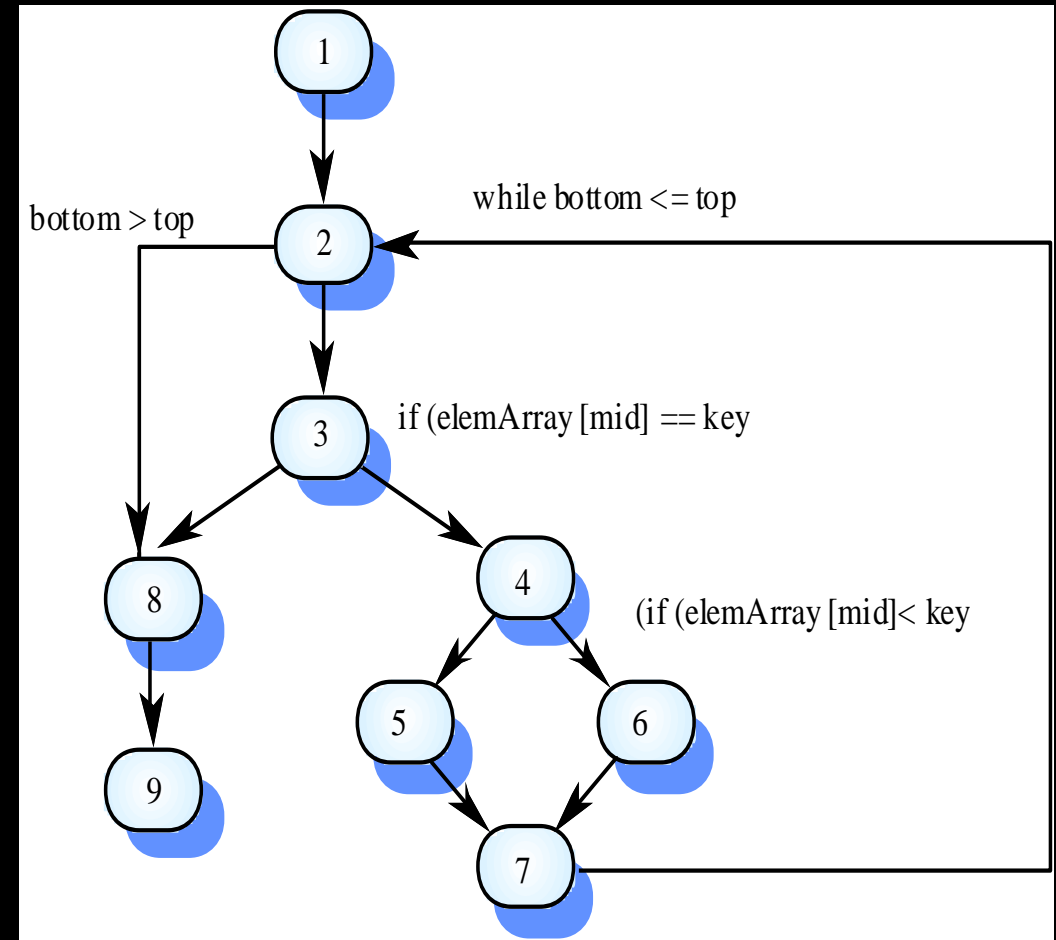 1
while bottom <= top
bottom > top
2
3
if (elemArray [mid] == key
4
8
(if (elemArray [mid]< key
5
6
9
7